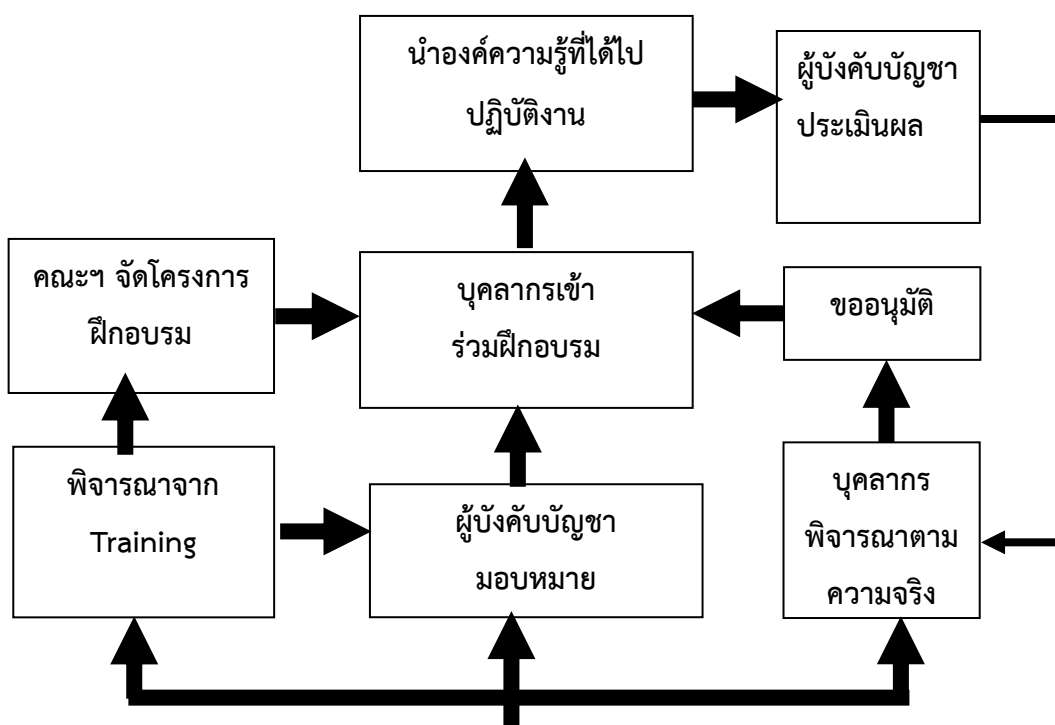 นำองค์ความรู้ที่ได้ไป
ปฏิบัติงาน
ผู้บังคับบัญชา
ประเมินผล
คณะฯ จัดโครงการ
ฝึกอบรม
บุคลากรเข้า
ร่วมฝึกอบรม
ขออนุมัติ
พิจารณาจาก
Training
ผู้บังคับบัญชา
มอบหมาย
บุคลากร
พิจารณาตาม
ความจริง